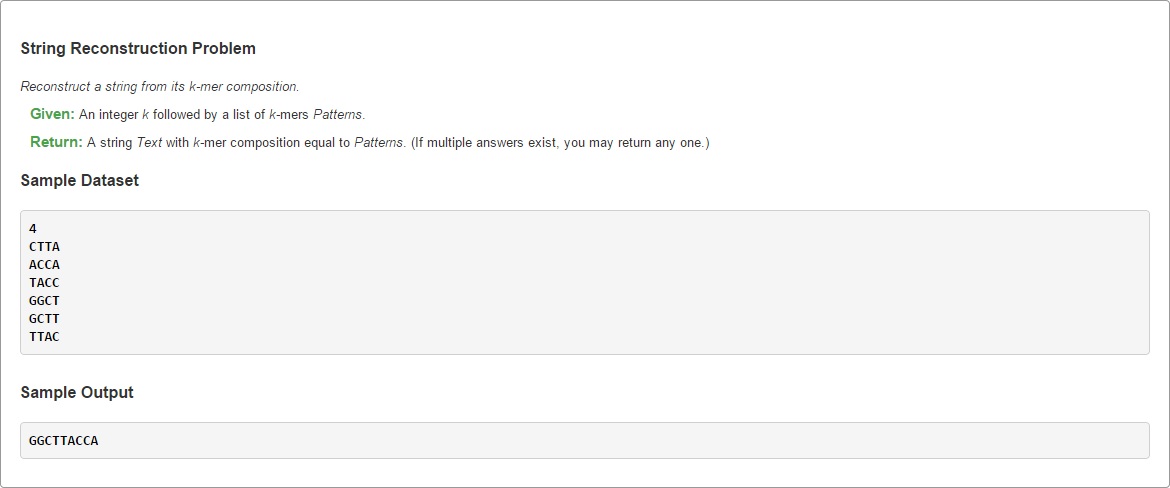 String Reconstruction Problem
Reconstruct a string from its k-mer composition.
Given: An integer k followed by a list of k-mers Patterns.
Return: A string Text with k-mer composition equal to Patterns. (If multiple answers exist, you may return any one.)
Sample Dataset
4
CTTA
ACCA
TACC
GGCT
GCTT
TTAC
Sample Output
GGCTTACCA